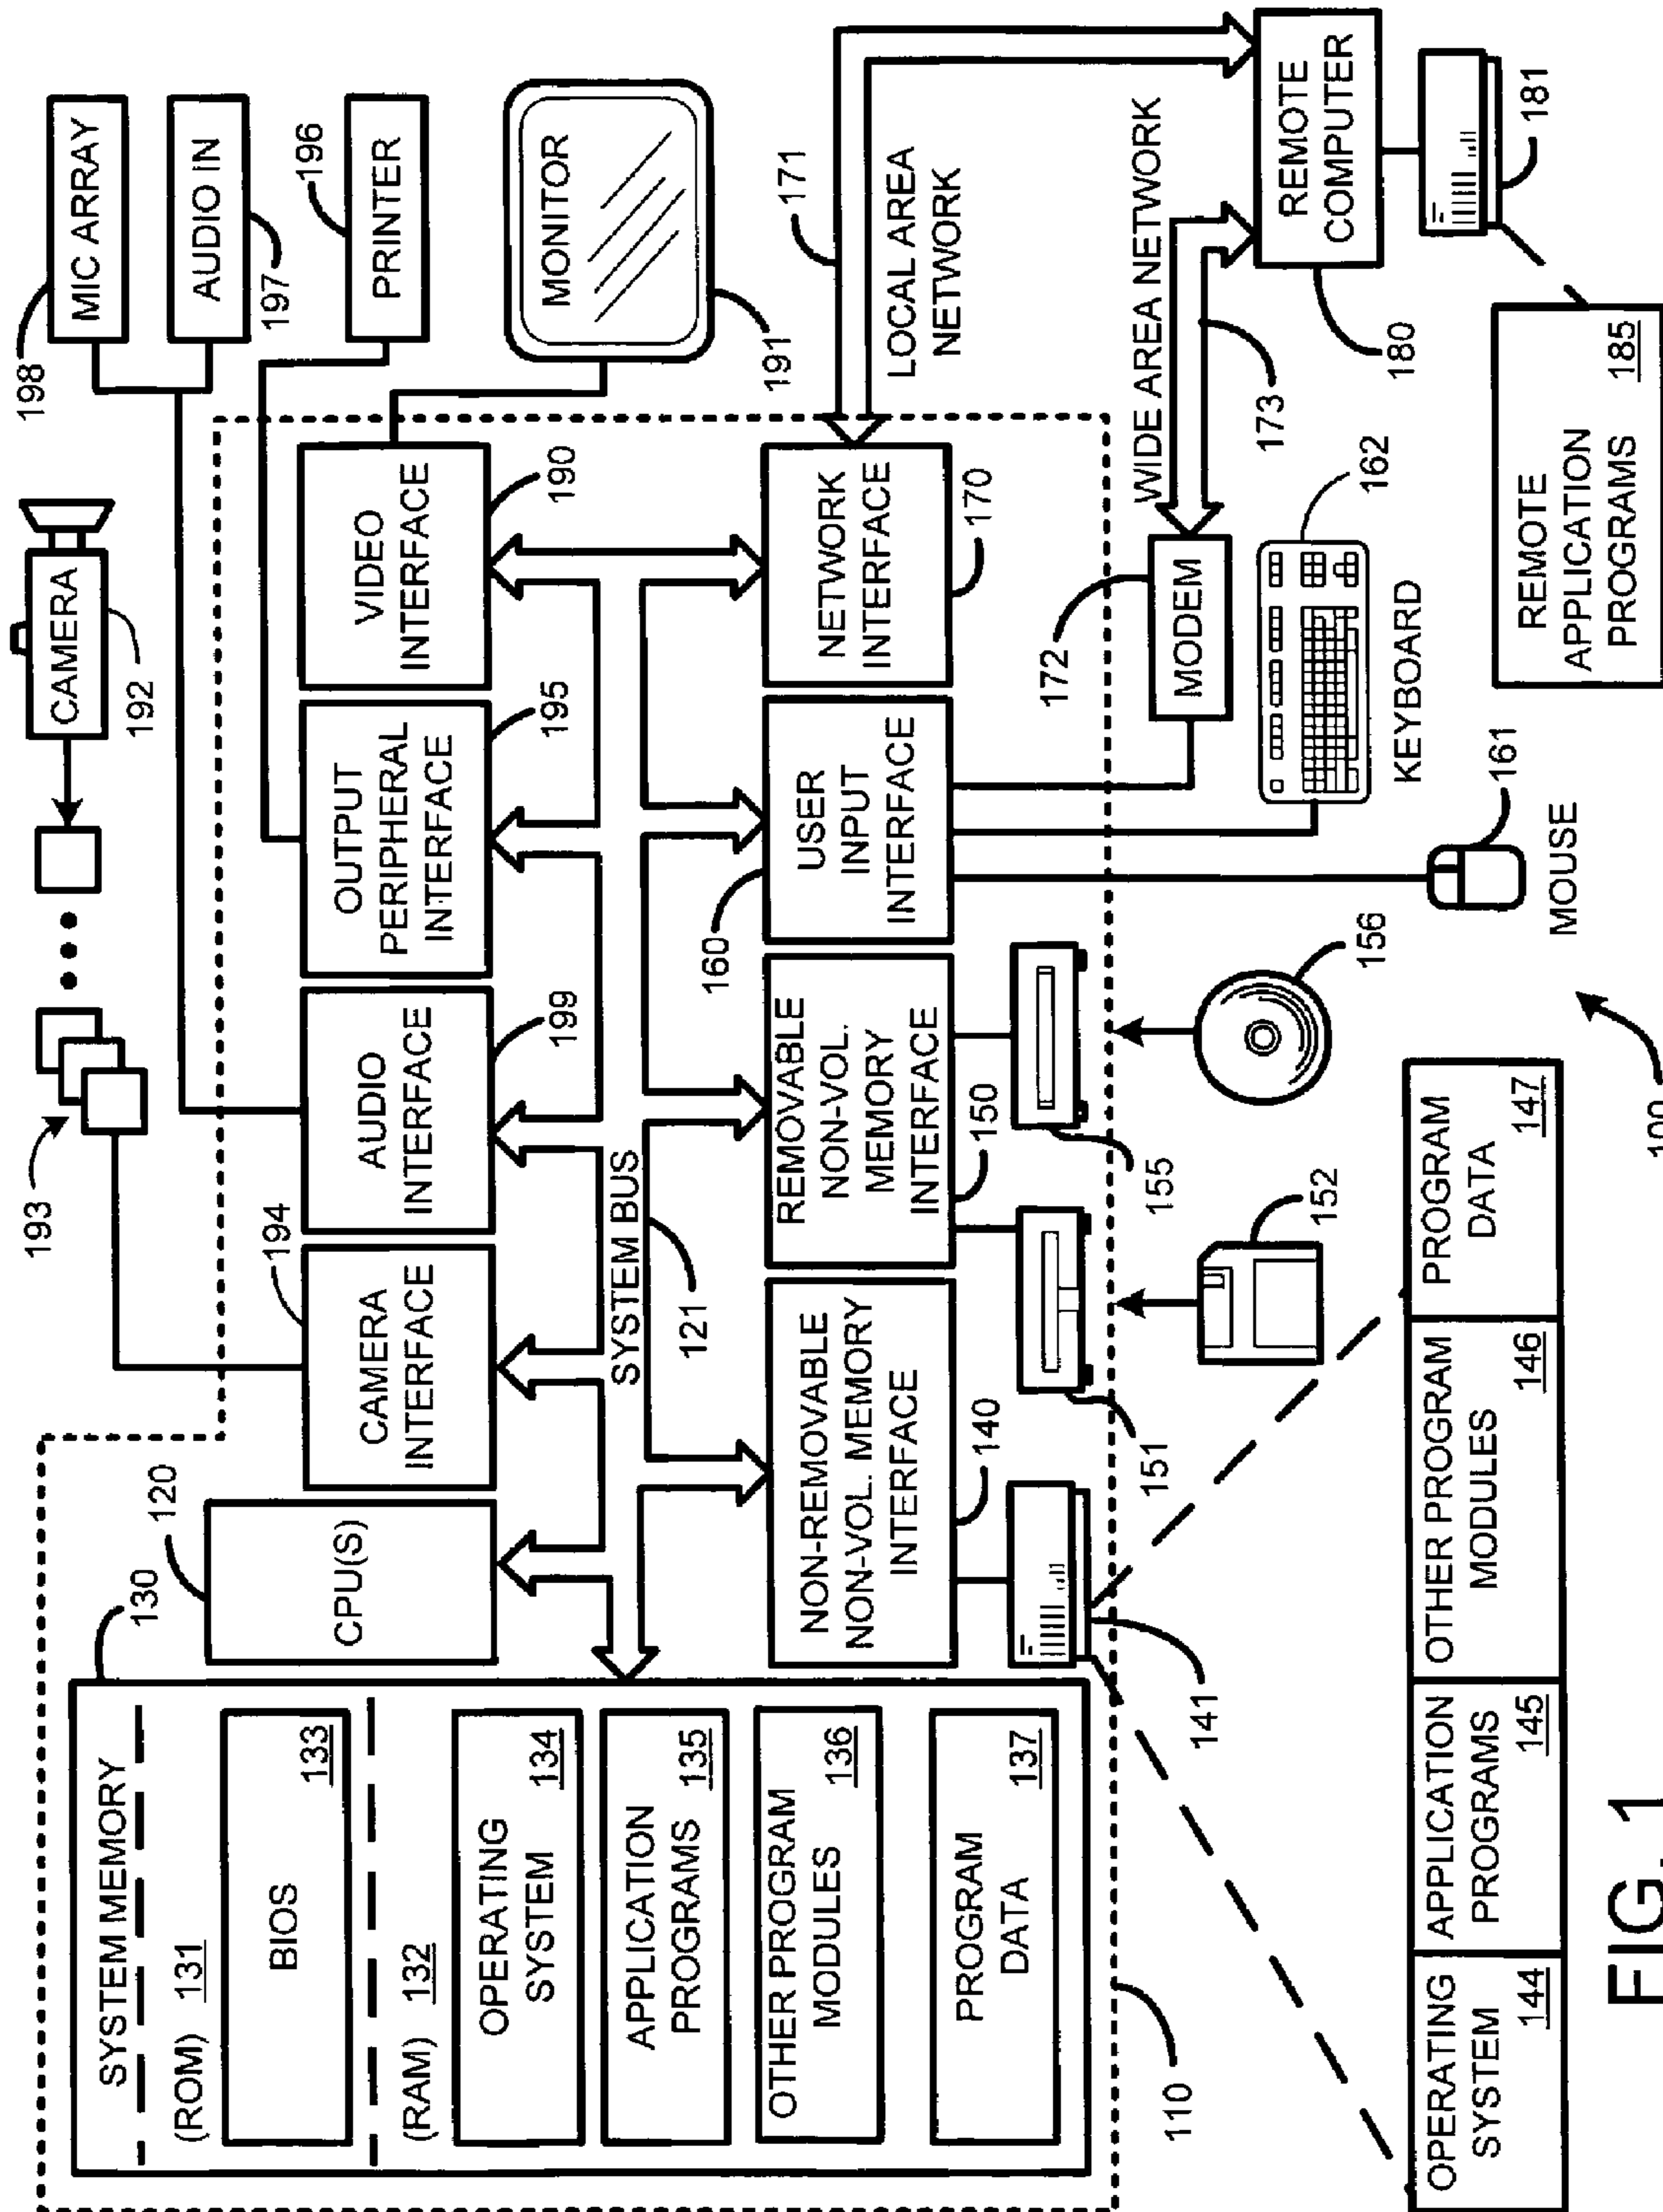 198
MIC ARRAY
AUDIO IN
197
196
PRINTER
MONITOR
191
CAMERA
192
193
SYSTEM MEMORY
130
(ROM) 131
BIOS
133
(RAM) 132
OPERATING
SYSTEM
134
APPLICATION
PROGRAMS
135
OTHER PROGRAM
MODULES
136
PROGRAM
DATA
137
110
120
CPU(S)
194
CAMERA
INTERFACE
AUDIO
INTERFACE
199
OUTPUT
PERIPHERAL
INTERFACE
195
VIDEO
INTERFACE
190
SYSTEM BUS
121
NON-REMOVABLE
NON-VOL. MEMORY
INTERFACE
140
REMOVABLE
NON-VOL.
MEMORY
INTERFACE
150
160
USER
INPUT
INTERFACE
NETWORK
INTERFACE
170
171
LOCAL AREA
NETWORK
WIDE AREA NETWORK
173
172
MODEM
141
151
155
152
156
MOUSE
161
KEYBOARD
162
REMOTE
COMPUTER
180
181
REMOTE
APPLICATION
PROGRAMS
185
OPERATING
SYSTEM
144
APPLICATION
PROGRAMS
145
OTHER PROGRAM
MODULES
146
PROGRAM
DATA
147
FIG. 1